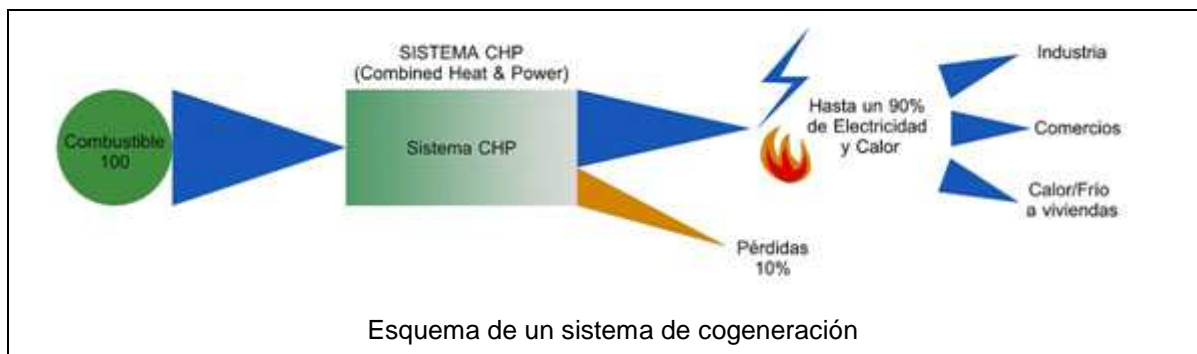 SISTEMA CHP
(Combined Heat & Power)
Combustible
100
Sistema CHP
Hasta un 90%
de Electricidad
y Calor
Pérdidas
10%
Industria
Comercios
Calor/Frío
a viviendas
Esquema de un sistema de cogeneración